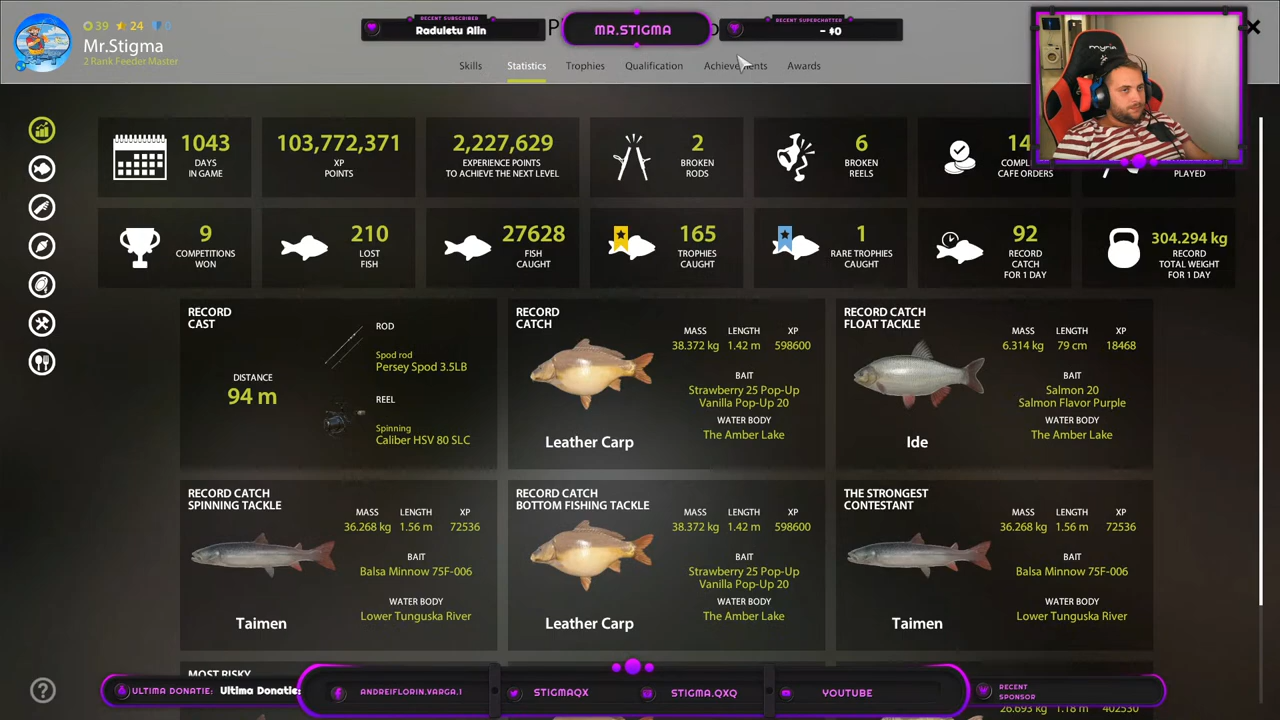 39 24 0
Mr.Stigma
2 Rank Feeder Master
RECENT SUBSCRIBER
Raduletu Alin
MR.STIGMA
RECENT SUPERCHATTER
- $0
Skills
Statistics
Trophies
Qualification
Achievements
Awards
1043
DAYS
IN GAME
103,772,371
XP
POINTS
2,227,629
EXPERIENCE POINTS
TO ACHIEVE THE NEXT LEVEL
2
BROKEN
RODS
6
BROKEN
REELS
14
COMPL
CAFE ORDERS
PLAYED
9
COMPETITIONS
WON
210
LOST
FISH
27628
FISH
CAUGHT
165
TROPHIES
CAUGHT
1
RARE TROPHIES
CAUGHT
92
RECORD
CATCH
FOR 1 DAY
304.294 kg
RECORD
TOTAL WEIGHT
FOR 1 DAY
RECORD
CAST
ROD
Spod rod
Persey Spod 3.5LB
DISTANCE
94 m
REEL
Spinning
Caliber HSV 80 SLC
RECORD
CATCH
MASS LENGTH XP
38.372 kg 1.42 m 598600
BAIT
Strawberry 25 Pop-Up
Vanilla Pop-Up 20
WATER BODY
The Amber Lake
Leather Carp
RECORD CATCH
FLOAT TACKLE
MASS LENGTH XP
6.314 kg 79 cm 18468
BAIT
Salmon 20
Salmon Flavor Purple
WATER BODY
The Amber Lake
Ide
RECORD CATCH
SPINNING TACKLE
MASS LENGTH XP
36.268 kg 1.56 m 72536
BAIT
Balsa Minnow 75F-006
WATER BODY
Lower Tunguska River
Taimen
RECORD CATCH
BOTTOM FISHING TACKLE
MASS LENGTH XP
38.372 kg 1.42 m 598600
BAIT
Strawberry 25 Pop-Up
Vanilla Pop-Up 20
WATER BODY
The Amber Lake
Leather Carp
THE STRONGEST
CONTESTANT
MASS LENGTH XP
36.268 kg 1.56 m 72536
BAIT
Balsa Minnow 75F-006
WATER BODY
Lower Tunguska River
Taimen
MOST RISKY
ULTIMA DONATIE: Ultima Donatie:
ANDREIFLORIN.VARGA.1
STIGMAQX
STIGMA.QXQ
YOUTUBE
RECENT
SPONSOR
26.693 kg 1.18 m 402530